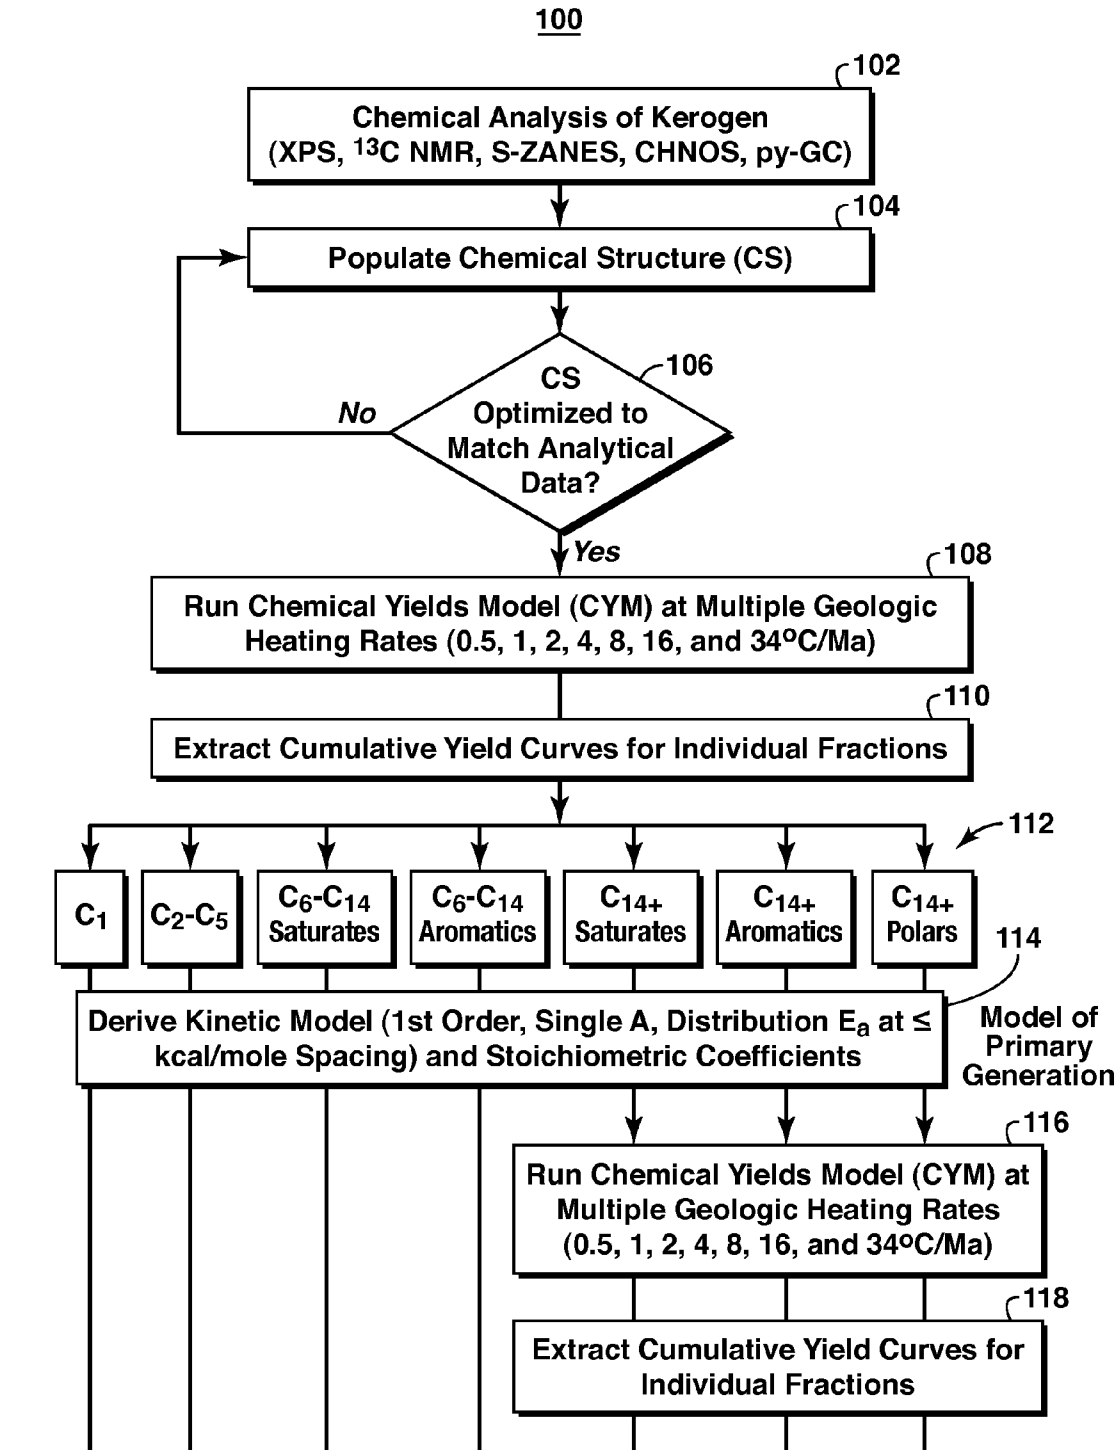 100
102
Chemical Analysis of Kerogen
(XPS, ¹³C NMR, S-ZANES, CHNOS, py-GC)
104
Populate Chemical Structure (CS)
106
CS
Optimized to
Match Analytical
Data?
No
Yes
108
Run Chemical Yields Model (CYM) at Multiple Geologic
Heating Rates (0.5, 1, 2, 4, 8, 16, and 34ºC/Ma)
110
Extract Cumulative Yield Curves for Individual Fractions
112
C₁
C₂-C₅
C₆-C₁₄
Saturates
C₆-C₁₄
Aromatics
C₁₄₊
Saturates
C₁₄₊
Aromatics
C₁₄₊
Polars
114
Derive Kinetic Model (1st Order, Single A, Distribution Eₐ at ≤
kcal/mole Spacing) and Stoichiometric Coefficients
Model of
Primary
Generation
116
Run Chemical Yields Model (CYM) at
Multiple Geologic Heating Rates
(0.5, 1, 2, 4, 8, 16, and 34ºC/Ma)
118
Extract Cumulative Yield Curves for
Individual Fractions